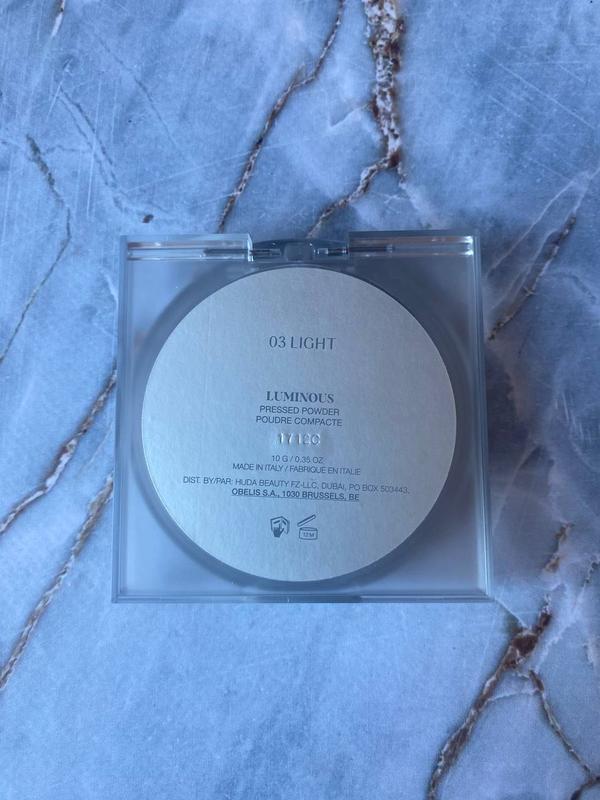 03 LIGHT
LUMINOUS
PRESSED POWDER
POUDRE COMPACTE
10 G / 0.35 OZ
MADE IN ITALY / FABRIQUÉ EN ITALIE
DIST. BY/PAR: HUDA BEAUTY FZ-LLC, DUBAI, PO BOX 503443,
OBELIS S.A., 1030 BRUSSELS, BE
12M